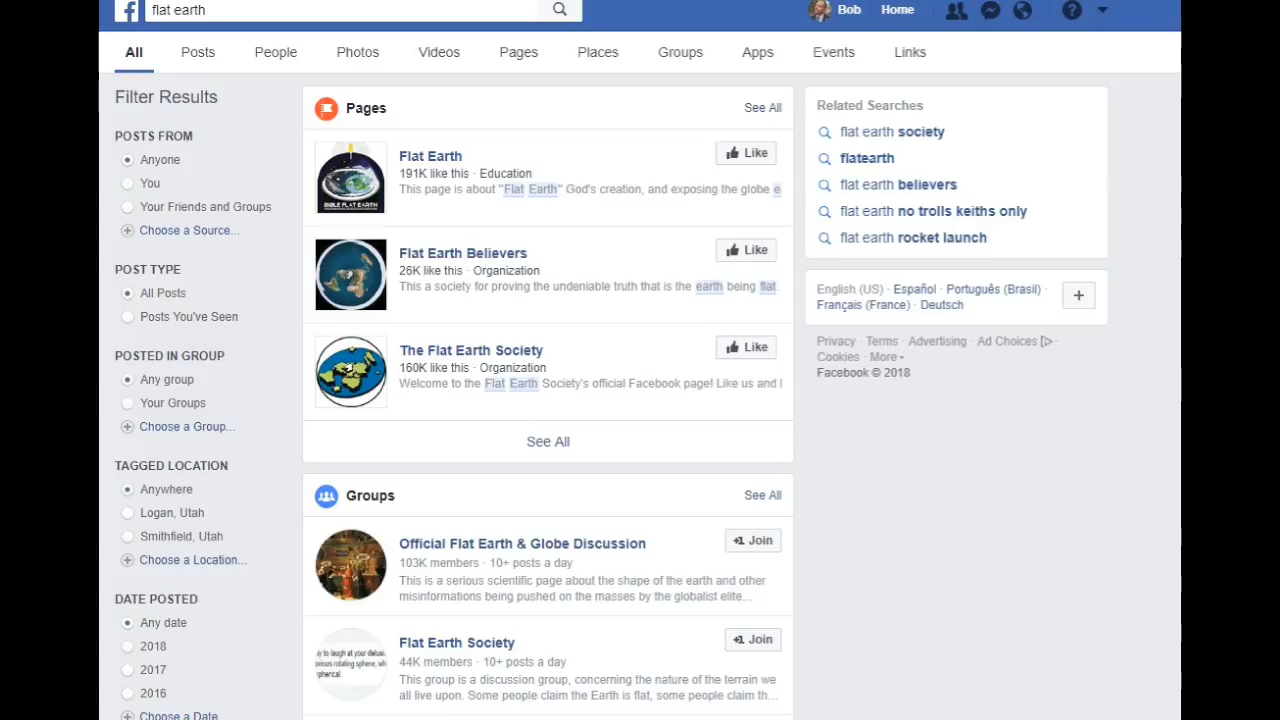 flat earth
Bob Home
All Posts People Photos Videos Pages Places Groups Apps Events Links
Filter Results
POSTS FROM
Anyone
You
Your Friends and Groups
Choose a Source...
POST TYPE
All Posts
Posts You've Seen
POSTED IN GROUP
Any group
Your Groups
Choose a Group...
TAGGED LOCATION
Anywhere
Logan, Utah
Smithfield, Utah
Choose a Location...
DATE POSTED
Any date
2018
2017
2016
Choose a Date
Pages See All
BIBLE FLAT EARTH
Flat Earth
Like
191K like this · Education
This page is about "Flat Earth" God's creation, and exposing the globe e
Flat Earth Believers
Like
26K like this · Organization
This a society for proving the undeniable truth that is the earth being flat.
The Flat Earth Society
Like
160K like this · Organization
Welcome to the Flat Earth Society's official Facebook page! Like us and
See All
Groups See All
Official Flat Earth & Globe Discussion
+1 Join
103K members · 10+ posts a day
This is a serious scientific page about the shape of the earth and other
misinformations being pushed on the masses by the globalist elite...
Flat Earth Society
+1 Join
44K members · 10+ posts a day
This group is a discussion group, concerning the nature of the terrain we
all live upon. Some people claim the Earth is flat, some people claim th...
to laugh at your
rotating sphere,
spherical.
Related Searches
flat earth society
flatearth
flat earth believers
flat earth no trolls keiths only
flat earth rocket launch
English (US) · Español · Português (Brasil) ·
Français (France) · Deutsch
+
Privacy · Terms · Advertising · Ad Choices ·
Cookies · More
Facebook © 2018